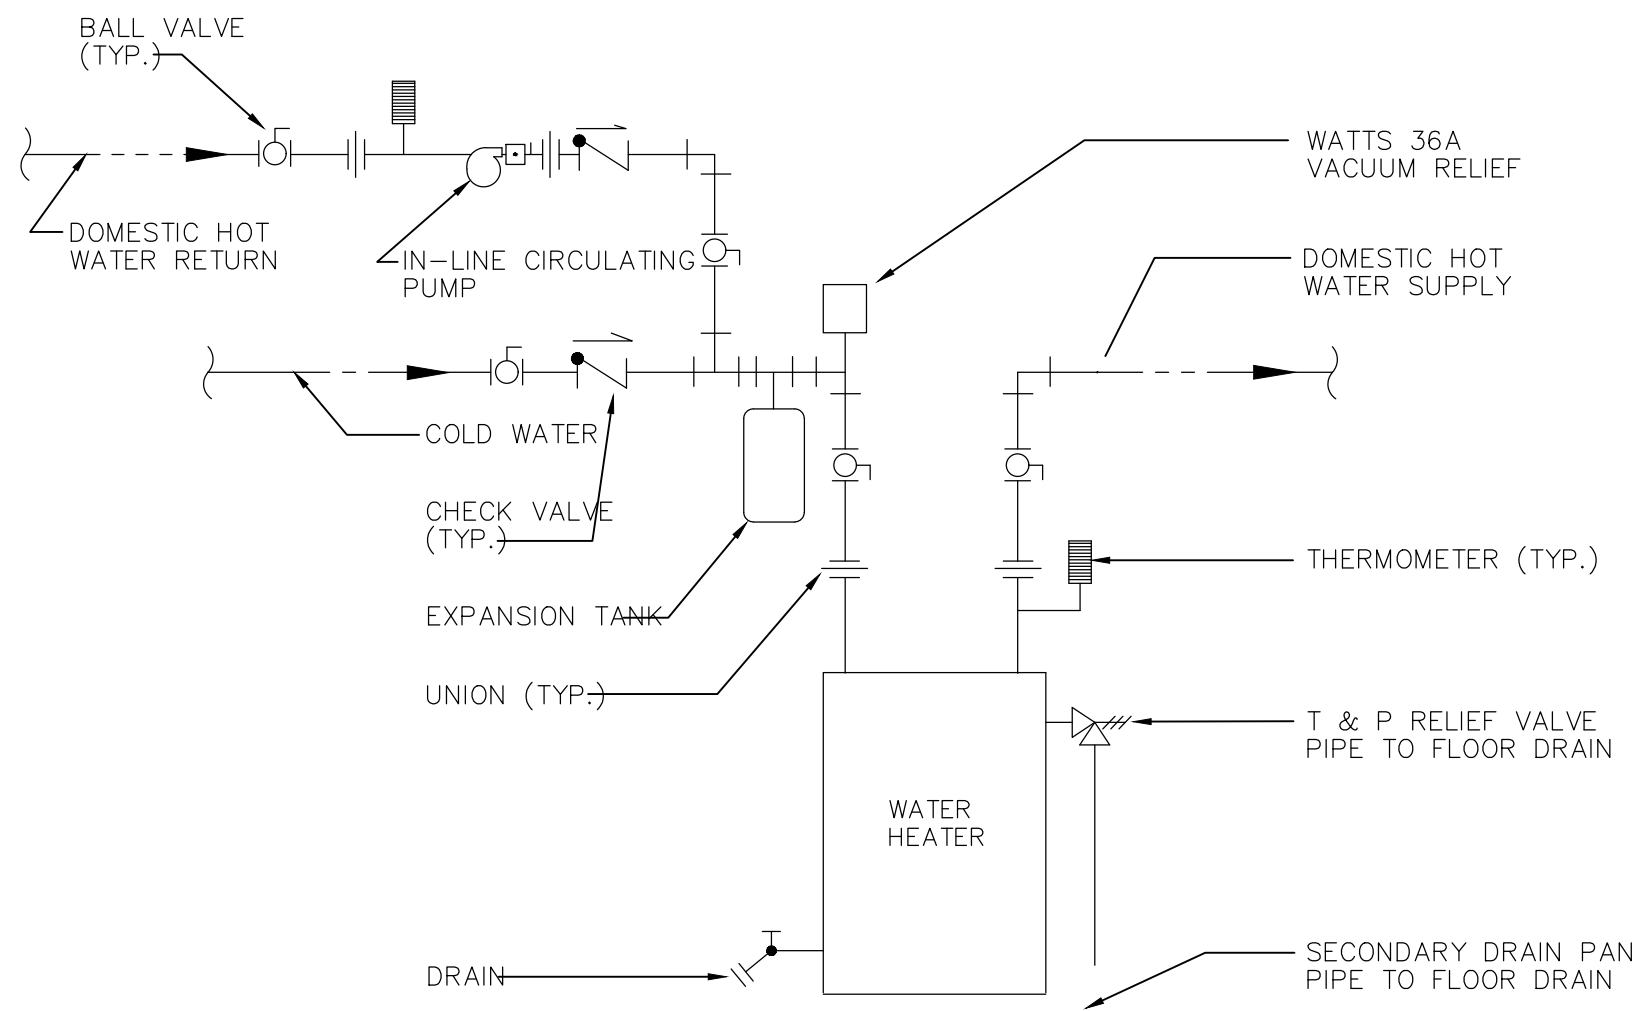 BALL VALVE
(TYP.)
WATTS 36A
VACUUM RELIEF
DOMESTIC HOT
WATER RETURN
IN-LINE CIRCULATING
PUMP
DOMESTIC HOT
WATER SUPPLY
COLD WATER
CHECK VALVE
(TYP.)
THERMOMETER (TYP.)
EXPANSION TANK
UNION (TYP.)
T & P RELIEF VALVE
PIPE TO FLOOR DRAIN
WATER
HEATER
DRAIN
SECONDARY DRAIN PAN
PIPE TO FLOOR DRAIN